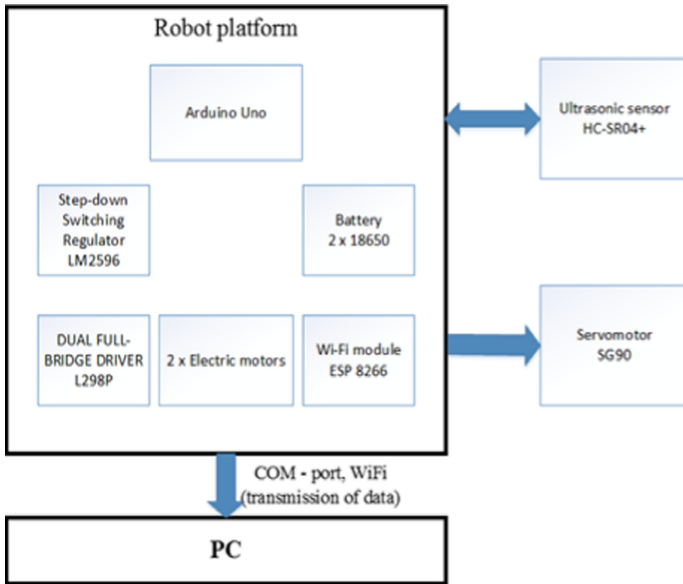 Robot platform
Arduino Uno
Ultrasonic sensor
HC-SR04+
Step-down
Switching
Regulator
LM2596
Battery
2 x 18650
DUAL FULL-
BRIDGE DRIVER
L298P
2 x Electric motors
Wi-Fi module
ESP 8266
Servomotor
SG90
COM - port, WiFi
(transmission of data)
PC